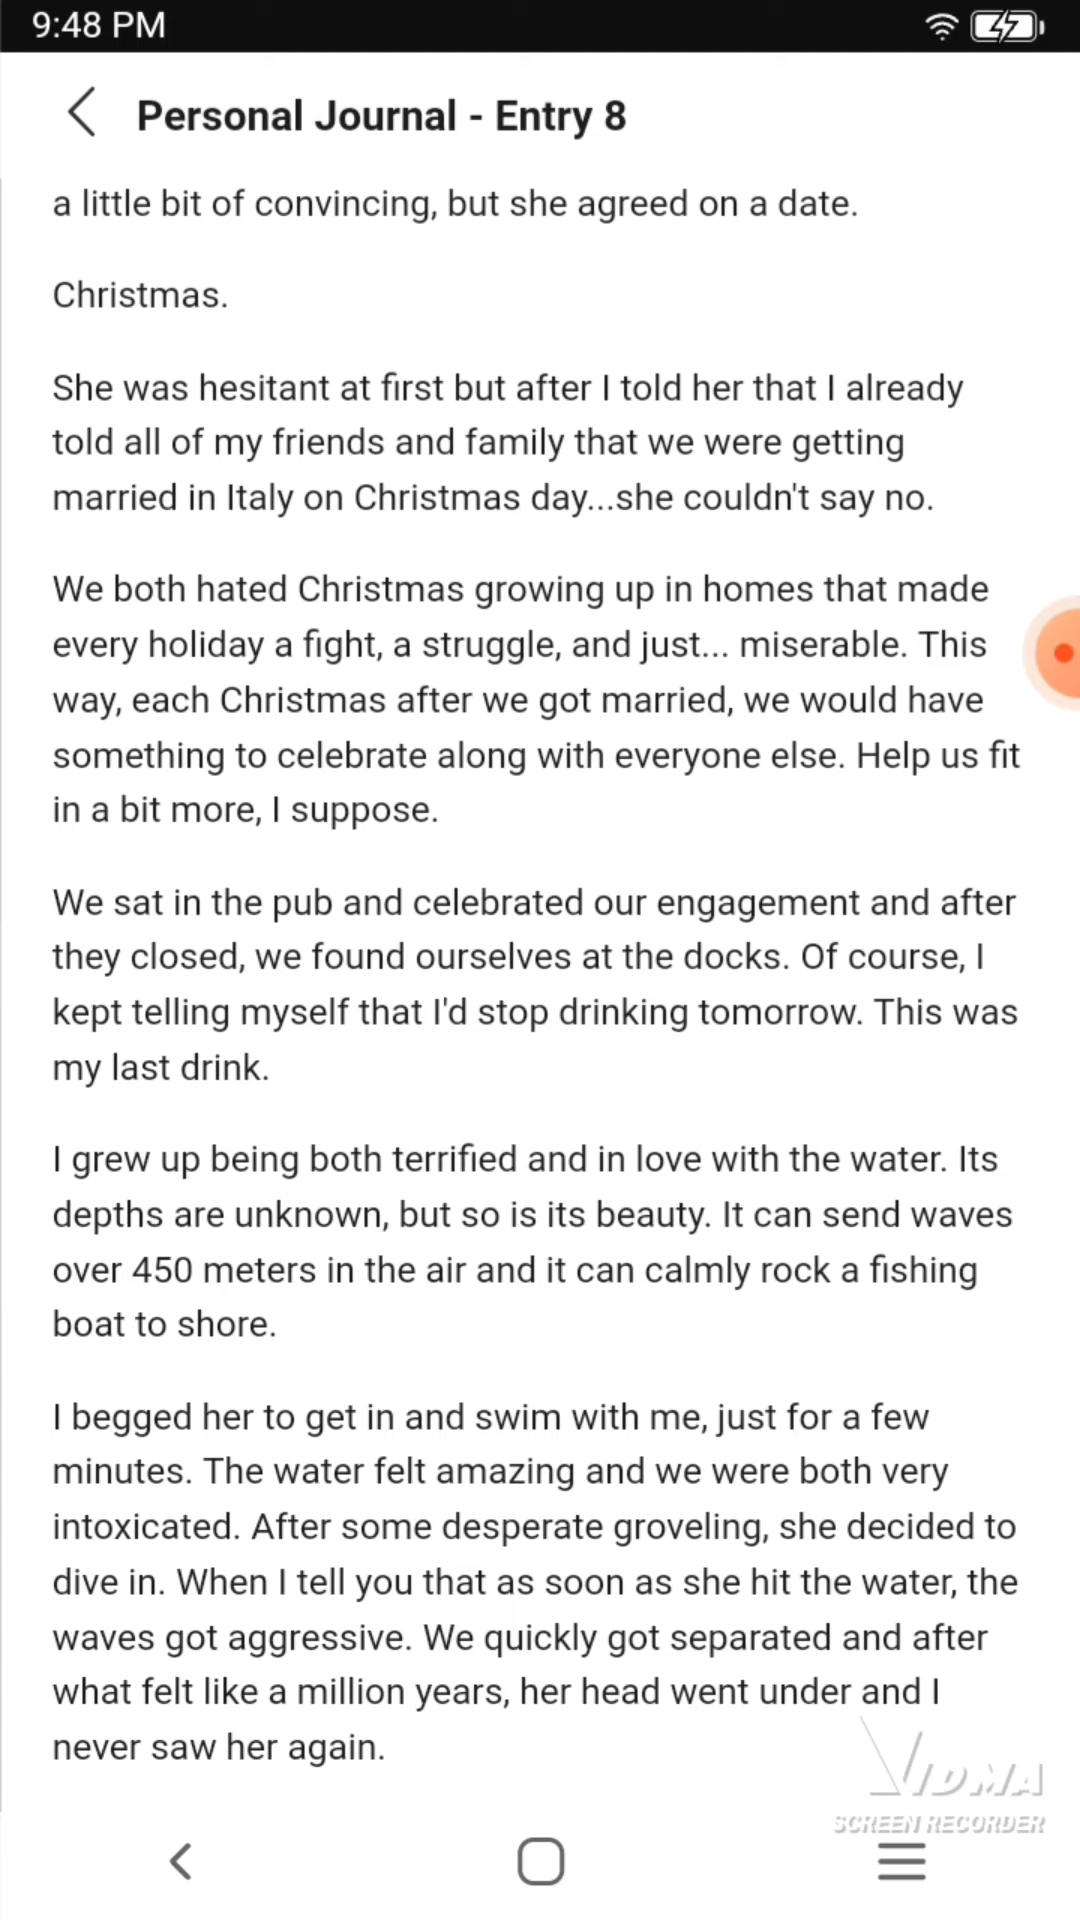 9:48 PM
Personal Journal - Entry 8
a little bit of convincing, but she agreed on a date.
Christmas.
She was hesitant at first but after I told her that I already
told all of my friends and family that we were getting
married in Italy on Christmas day...she couldn't say no.
We both hated Christmas growing up in homes that made
every holiday a fight, a struggle, and just... miserable. This
way, each Christmas after we got married, we would have
something to celebrate along with everyone else. Help us fit
in a bit more, I suppose.
We sat in the pub and celebrated our engagement and after
they closed, we found ourselves at the docks. Of course, I
kept telling myself that I'd stop drinking tomorrow. This was
my last drink.
I grew up being both terrified and in love with the water. Its
depths are unknown, but so is its beauty. It can send waves
over 450 meters in the air and it can calmly rock a fishing
boat to shore.
I begged her to get in and swim with me, just for a few
minutes. The water felt amazing and we were both very
intoxicated. After some desperate groveling, she decided to
dive in. When I tell you that as soon as she hit the water, the
waves got aggressive. We quickly got separated and after
what felt like a million years, her head went under and I
never saw her again.
VIDMA
SCREEN RECORDER